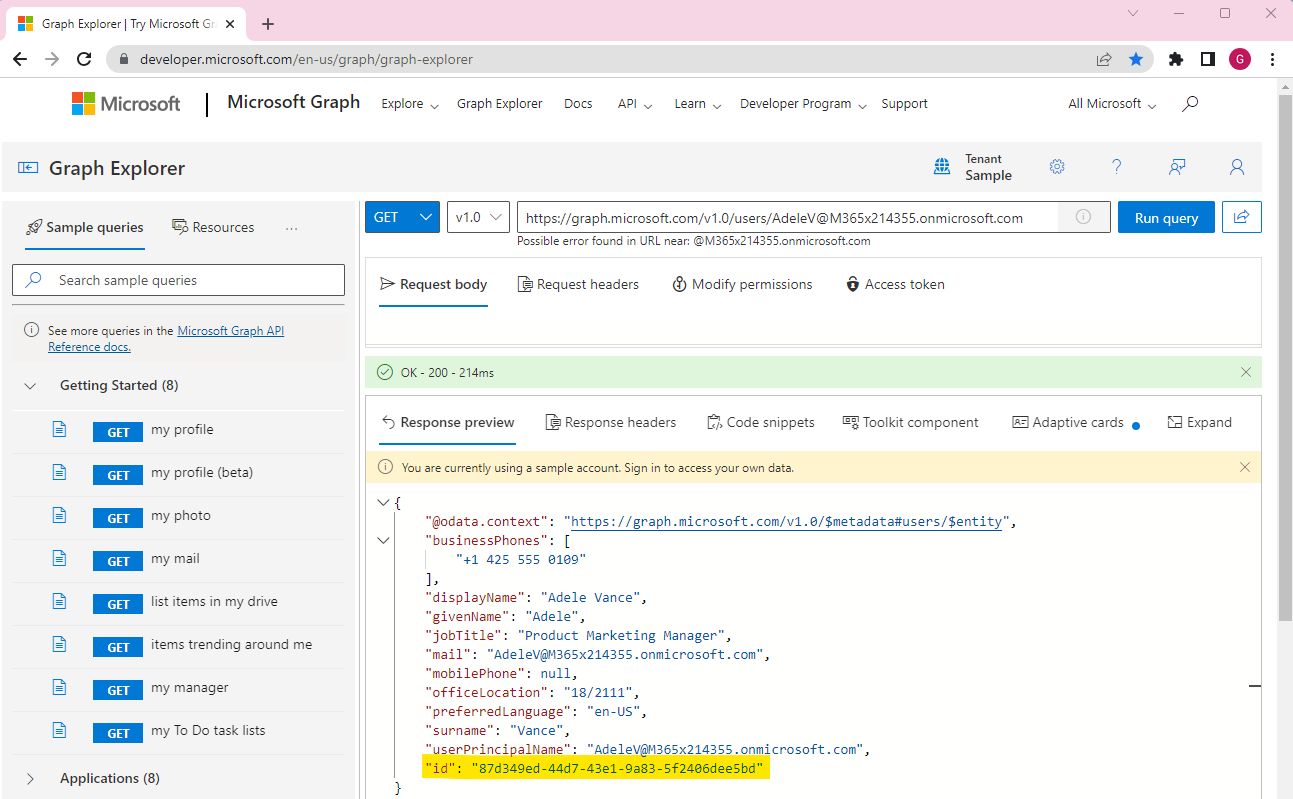 Graph Explorer | Try Microsoft Gr
developer.microsoft.com/en-us/graph/graph-explorer
G
Microsoft
Microsoft Graph
Explore
Graph Explorer
Docs
API
Learn
Developer Program
Support
All Microsoft
Graph Explorer
Tenant
Sample
Sample queries
Resources
...
Search sample queries
See more queries in the Microsoft Graph API
Reference docs.
Getting Started (8)
GET my profile
GET my profile (beta)
GET my photo
GET my mail
GET list items in my drive
GET items trending around me
GET my manager
GET my To Do task lists
Applications (8)
GET
v1.0
https://graph.microsoft.com/v1.0/users/AdeleV@M365x214355.onmicrosoft.com
Run query
Possible error found in URL near: @M365x214355.onmicrosoft.com
Request body
Request headers
Modify permissions
Access token
OK - 200 - 214ms
Response preview
Response headers
Code snippets
Toolkit component
Adaptive cards
Expand
You are currently using a sample account. Sign in to access your own data.
{
"@odata.context": "https://graph.microsoft.com/v1.0/$metadata#users/$entity",
"businessPhones": [
"+1 425 555 0109"
],
"displayName": "Adele Vance",
"givenName": "Adele",
"jobTitle": "Product Marketing Manager",
"mail": "AdeleV@M365x214355.onmicrosoft.com",
"mobilePhone": null,
"officeLocation": "18/2111",
"preferredLanguage": "en-US",
"surname": "Vance",
"userPrincipalName": "AdeleV@M365x214355.onmicrosoft.com",
"id": "87d349ed-44d7-43e1-9a83-5f2406dee5bd"
}